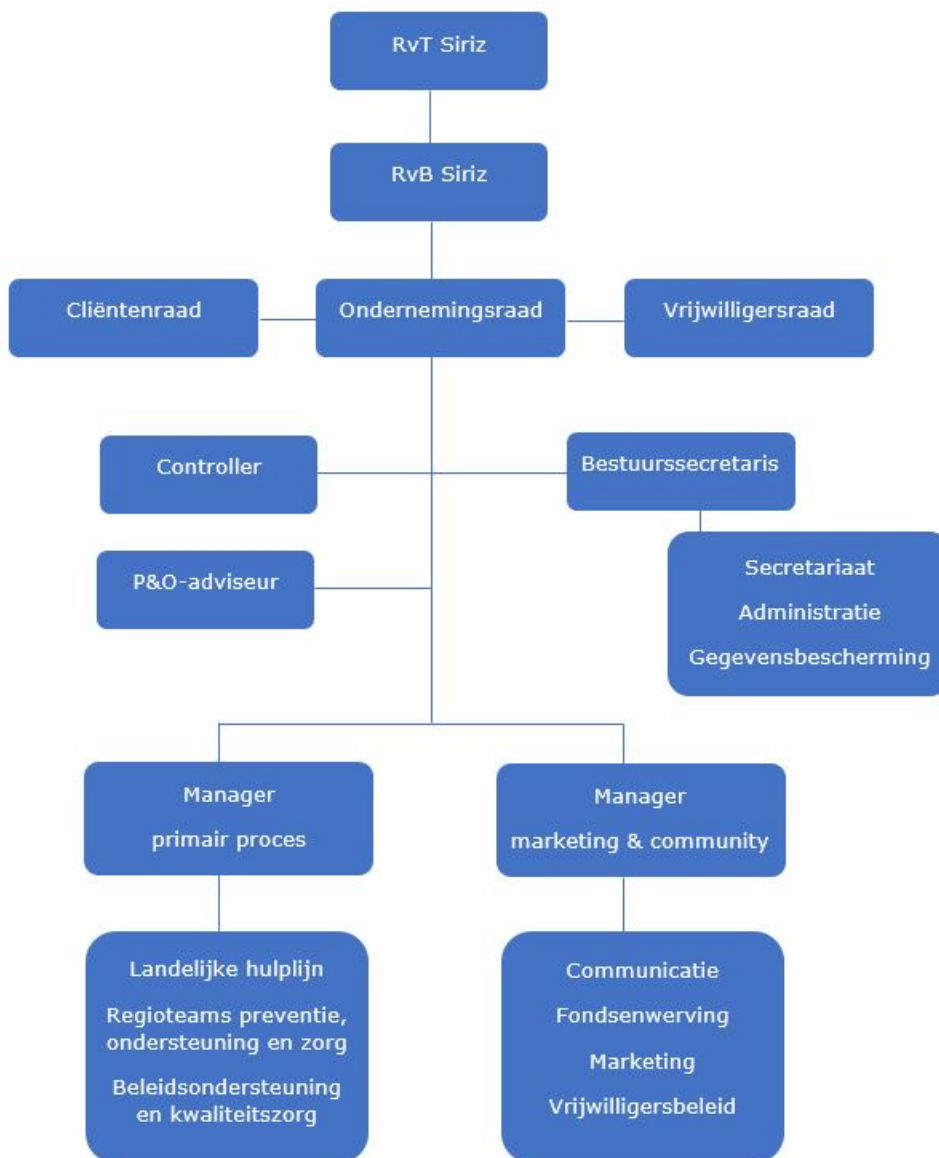 RvT Siriz
RvB Siriz
Cliëntenraad
Ondernemingsraad
Vrijwilligersraad
Controller
Bestuurssecretaris
P&O-adviseur
Secretariaat
Administratie
Gegevensbescherming
Manager
primair proces
Manager
marketing & community
Landelijke hulplijn
Regioteams preventie,
ondersteuning en zorg
Beleidsondersteuning
en kwaliteitszorg
Communicatie
Fondsenwerving
Marketing
Vrijwilligersbeleid